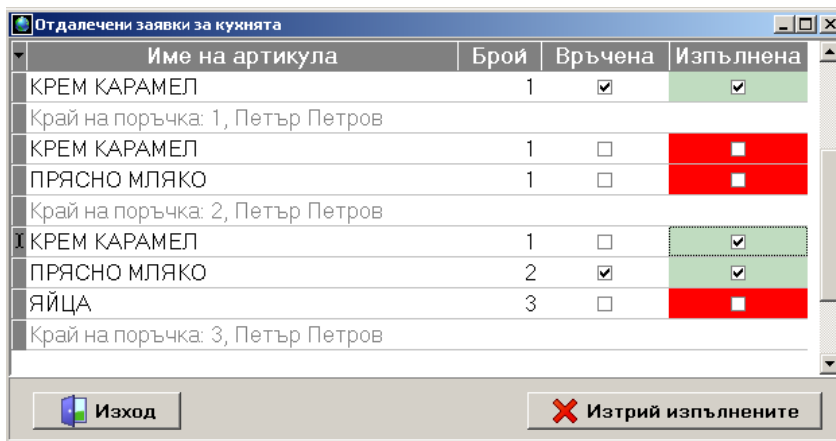 Отдалечени заявки за кухнята
Име на артикула Брой Връчена Изпълнена
КРЕМ КАРАМЕЛ 1
Край на поръчка: 1, Петър Петров
КРЕМ КАРАМЕЛ 1
ПРЯСНО МЛЯКО 1
Край на поръчка: 2, Петър Петров
КРЕМ КАРАМЕЛ 1
ПРЯСНО МЛЯКО 2
ЯЙЦА 3
Край на поръчка: 3, Петър Петров
Изход Изтрий изпълнените